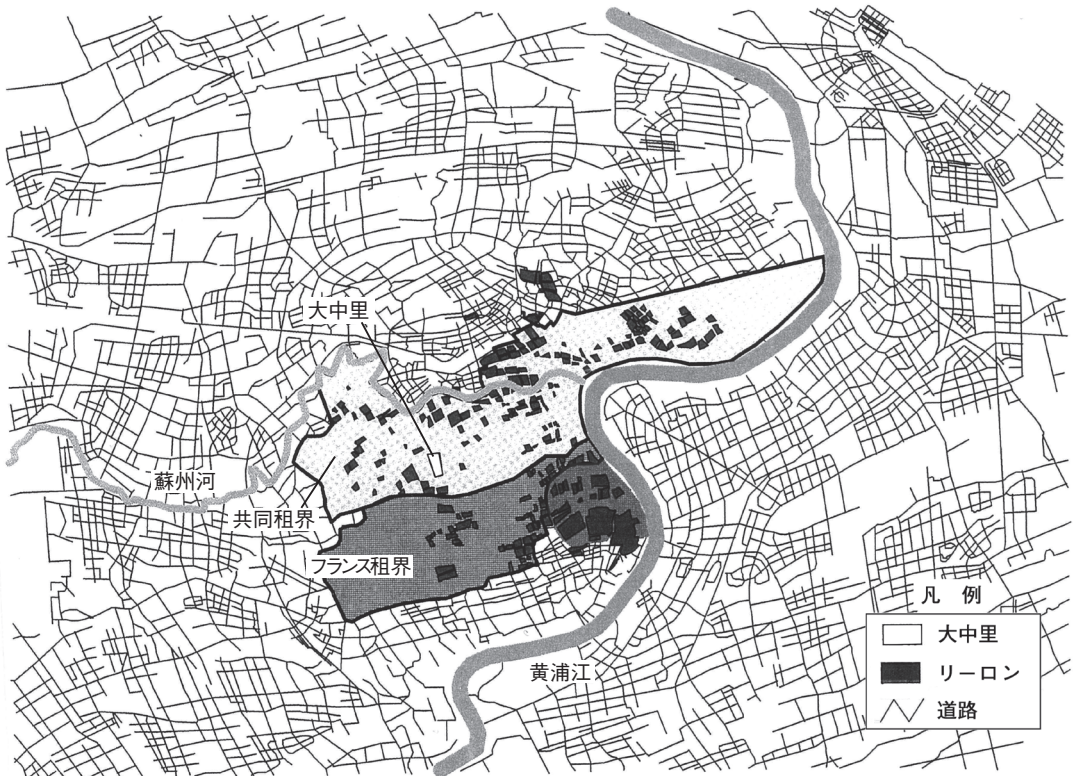 大中里
蘇州河
共同租界
フランス租界
黄浦江
凡 例
大中里
リーロン
道路